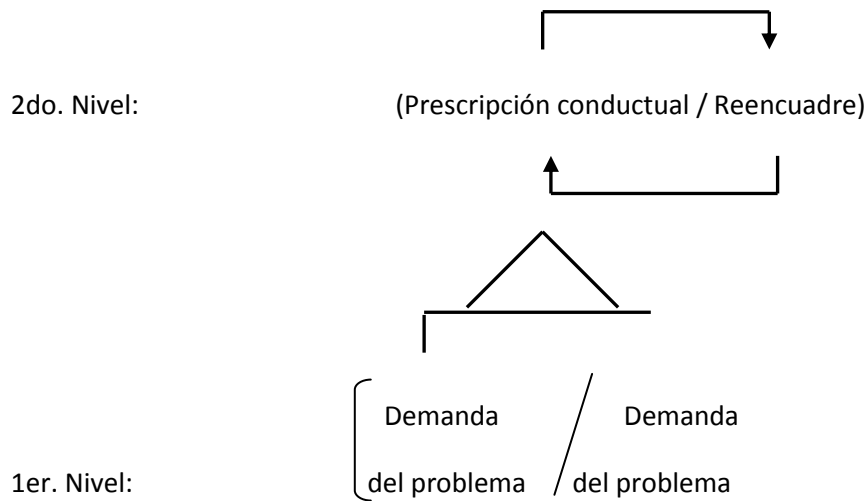 2do. Nivel: (Prescripción conductual / Reencuadre)
Demanda / Demanda
1er. Nivel: del problema del problema